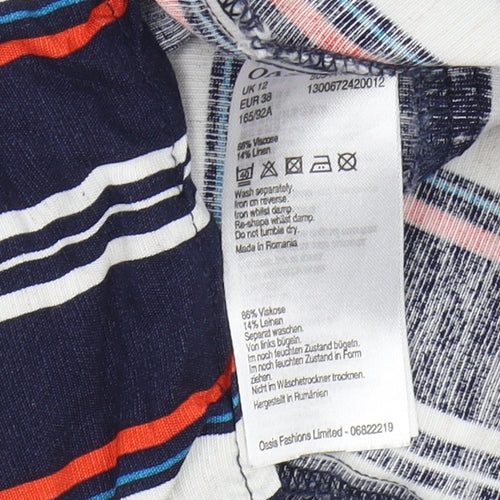 UK 12
EUR 38
165/92A
1300672420012
86% Viscose
14% Linen
40
Wash separately.
Iron on reverse.
Iron whilst damp.
Re-shape whilst damp.
Do not tumble dry.
Made in Romania
86% Viskose
14% Leinen
Separat waschen.
Von links bügeln.
Im noch feuchten Zustand bügeln.
Im noch feuchten Zustand in Form
ziehen.
Nicht im Wäschetrockner trocknen.
Hergestellt in Rumänien
Oasis Fashions Limited - 06822219